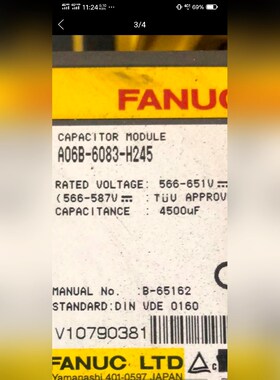 11:24
69%
3/4
FANUC
CAPACITOR MODULE
A06B-6083-H245
RATED VOLTAGE: 566-651V⎓
(566-587V⎓ : TÜV APPROV
CAPACITANCE : 4500uF
MANUAL No. :B-65162
STANDARD:DIN VDE 0160
V10790381
FANUC LTD
Yamanashi 401-0597 JAPAN